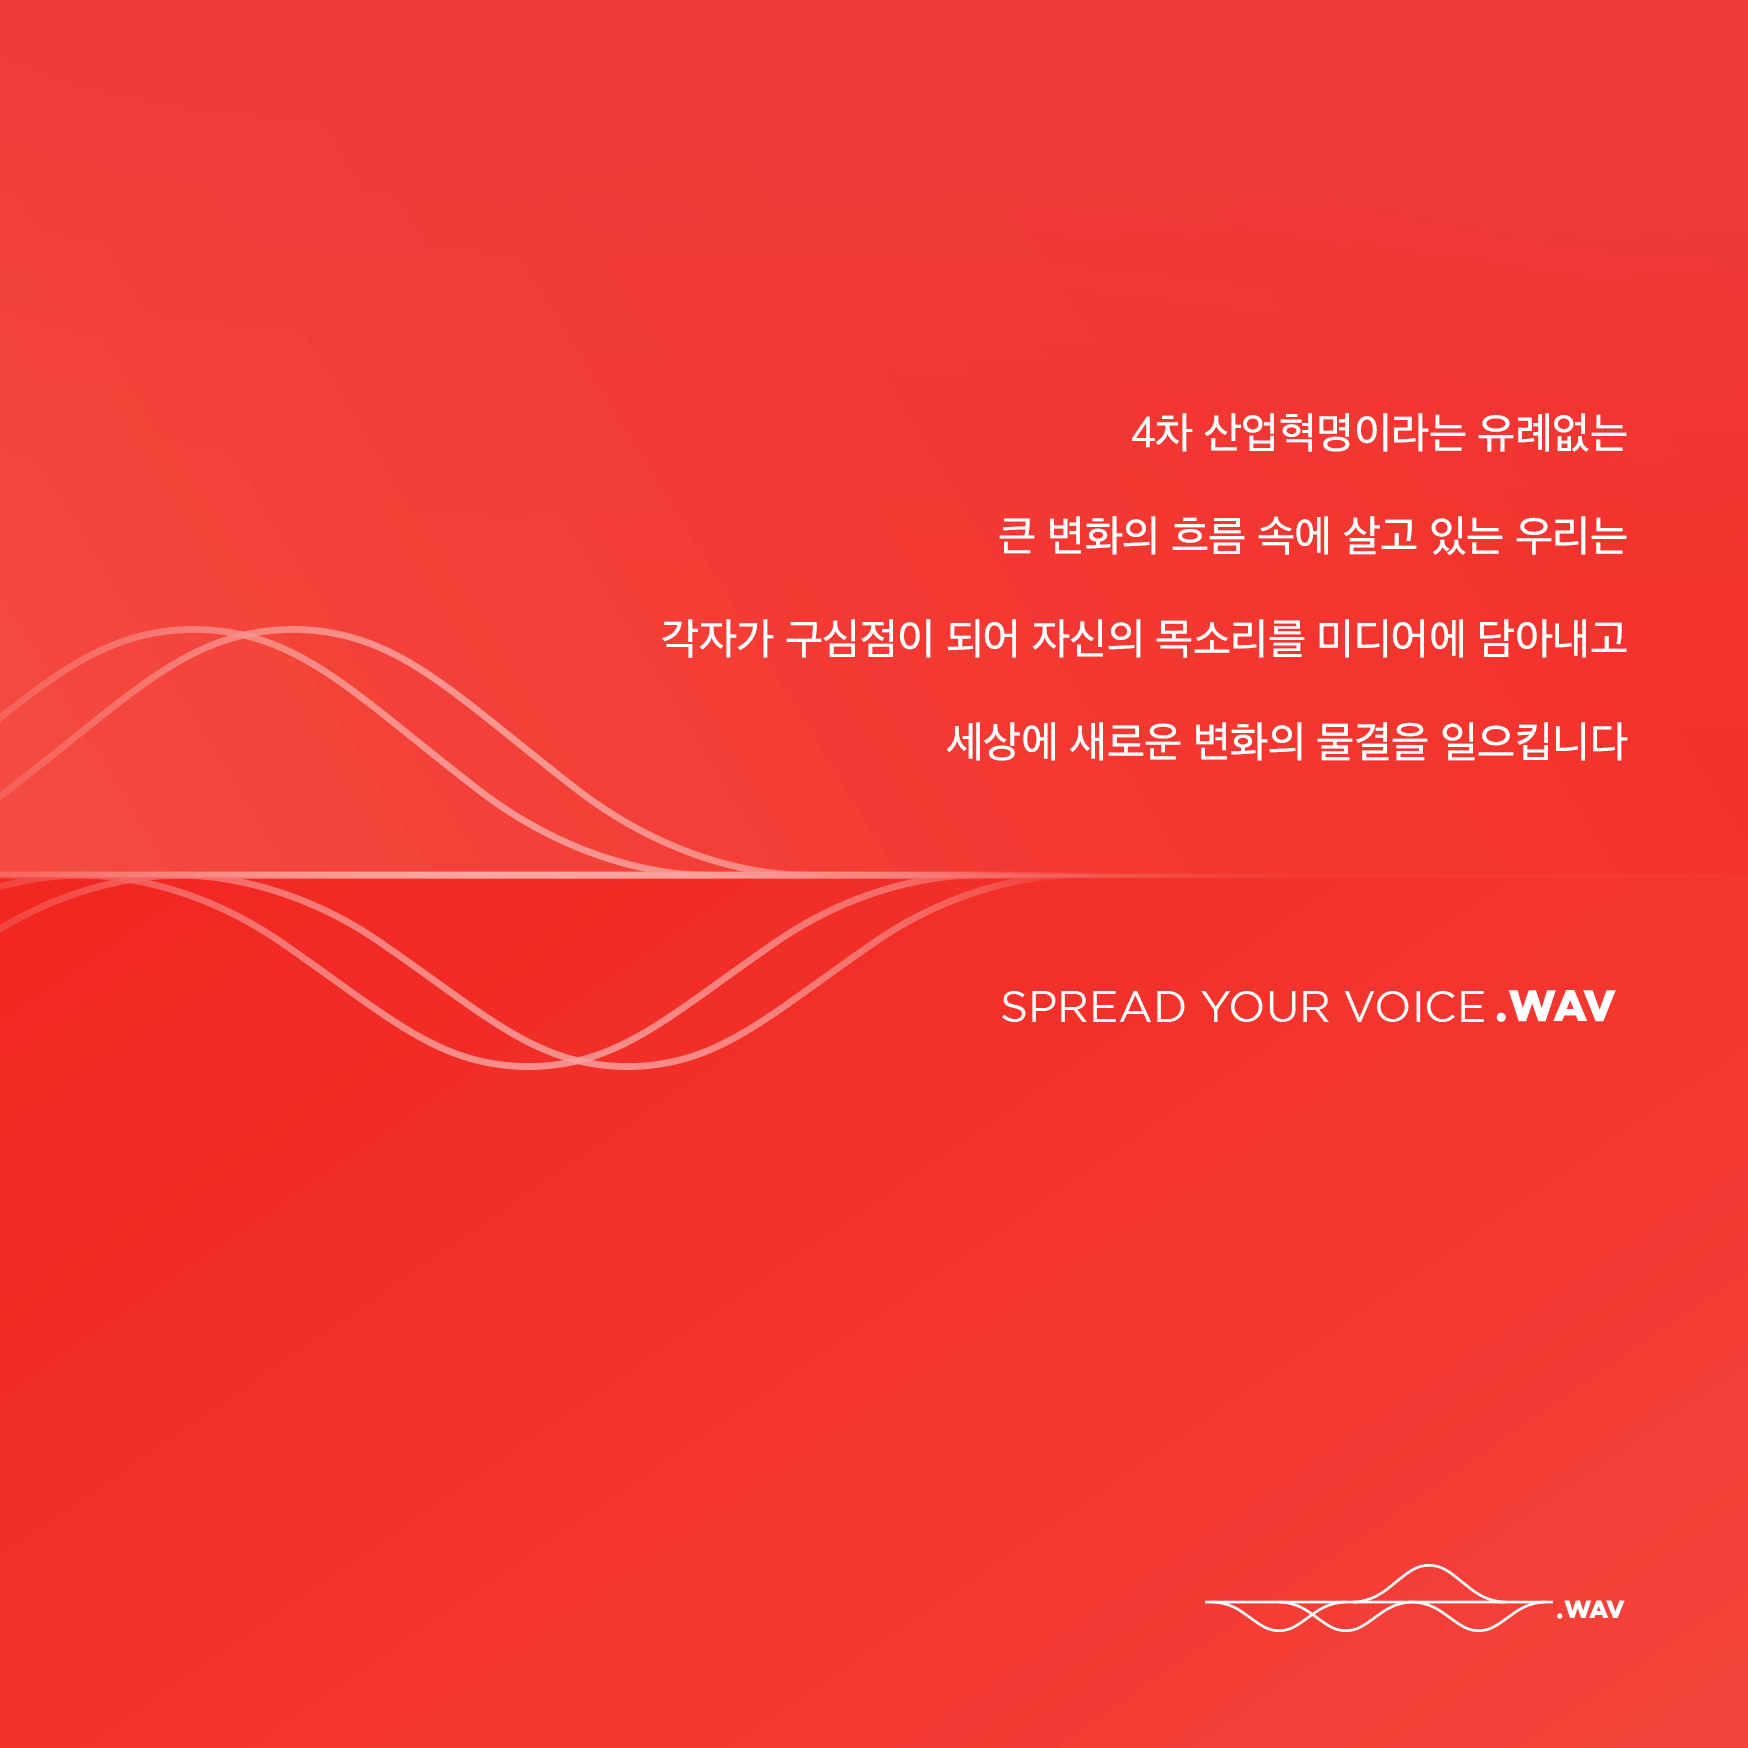 4차 산업혁명이라는 유례없는
큰 변화의 흐름 속에 살고 있는 우리는
각자가 구심점이 되어 자신의 목소리를 미디어에 담아내고
세상에 새로운 변화의 물결을 일으킵니다
SPREAD YOUR VOICE .WAV
.WAV